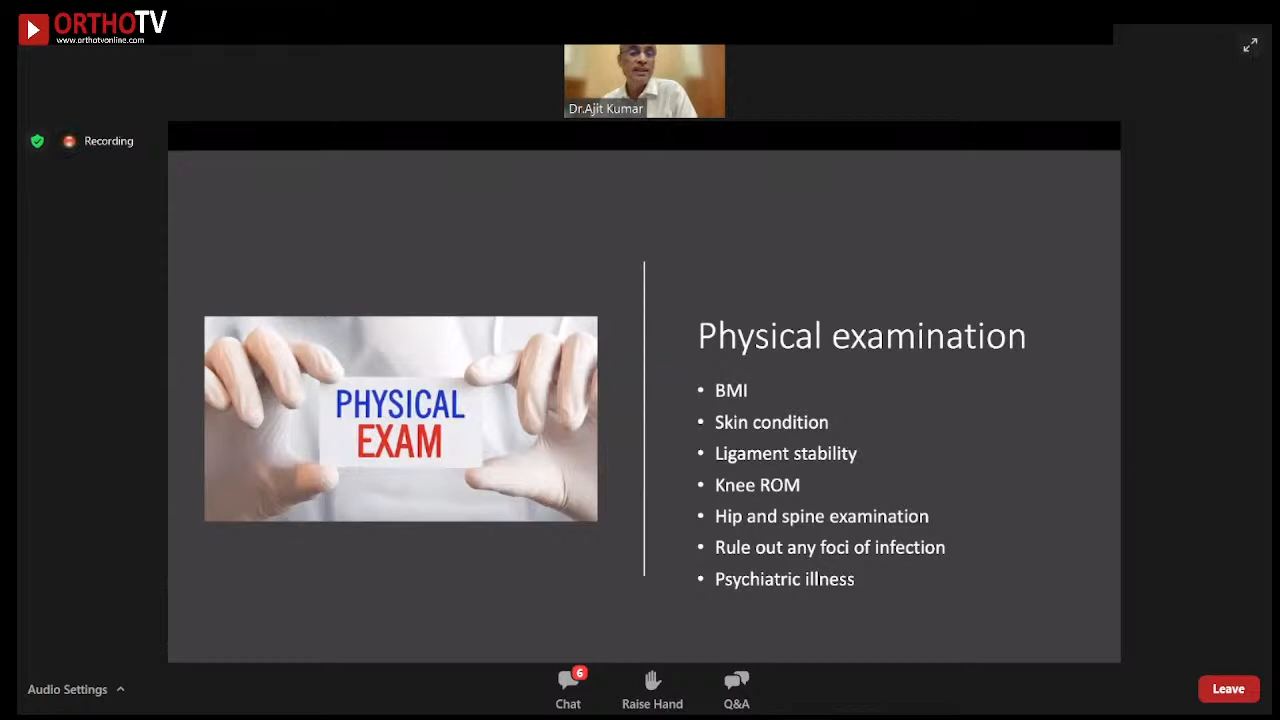 ORTHOTV
www.orthotvonline.com
Dr.Ajit Kumar
Recording
PHYSICAL
EXAM
Physical examination
• BMI
• Skin condition
• Ligament stability
• Knee ROM
• Hip and spine examination
• Rule out any foci of infection
• Psychiatric illness
Audio Settings
6
Chat
Raise Hand
Q&A
Leave